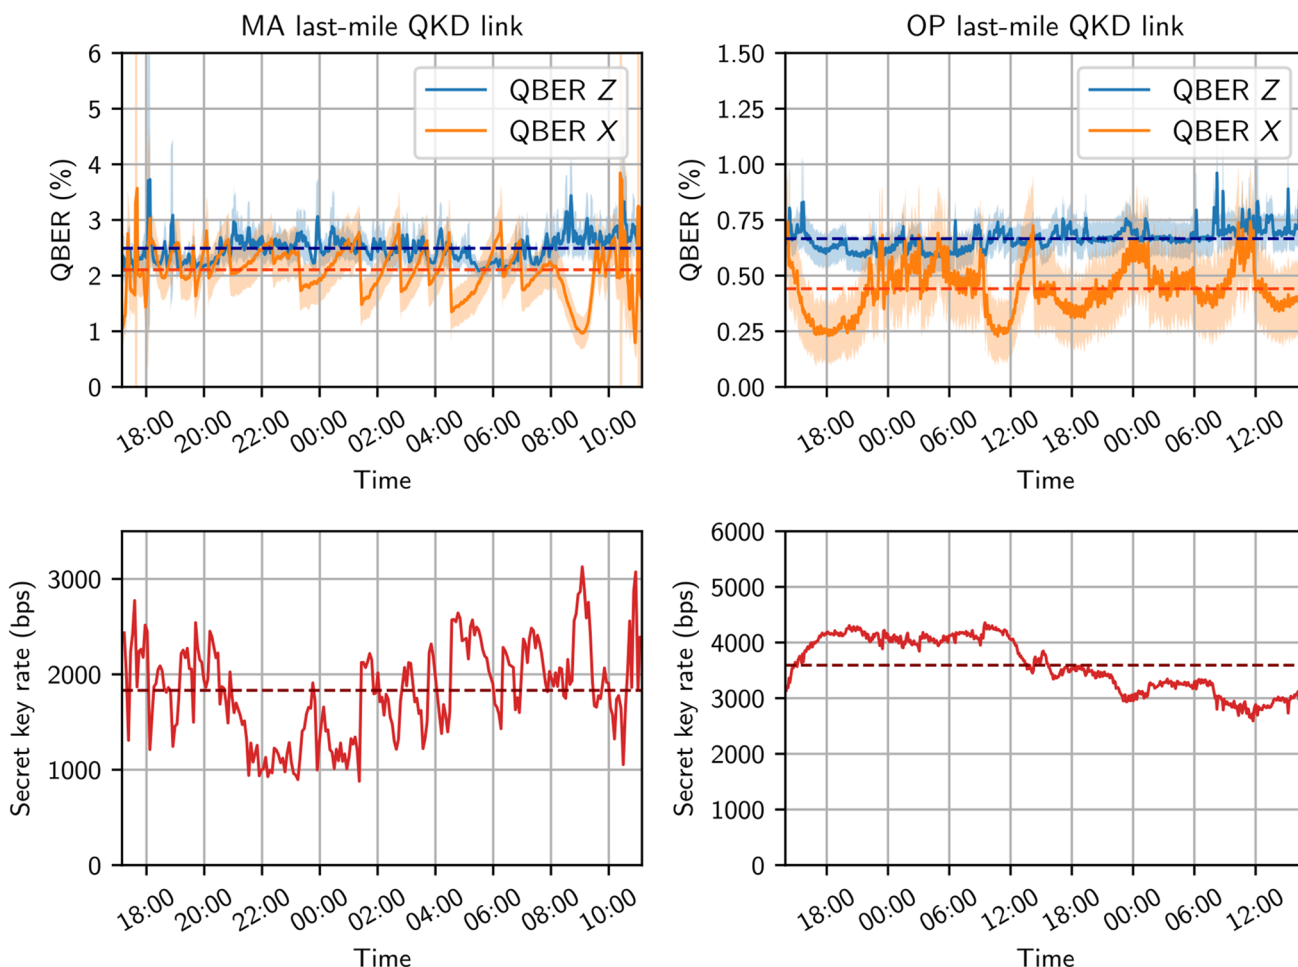 MA last-mile QKD link
QBER (%)
6
5
4
3
2
1
0
QBER Z
QBER X
18:00 20:00 22:00 00:00 02:00 04:00 06:00 08:00 10:00
Time
OP last-mile QKD link
QBER (%)
1.50
1.25
1.00
0.75
0.50
0.25
0.00
QBER Z
QBER X
18:00 00:00 06:00 12:00 18:00 00:00 06:00 12:00
Time
Secret key rate (bps)
3000
2000
1000
0
18:00 20:00 22:00 00:00 02:00 04:00 06:00 08:00 10:00
Time
Secret key rate (bps)
6000
5000
4000
3000
2000
1000
0
18:00 00:00 06:00 12:00 18:00 00:00 06:00 12:00
Time